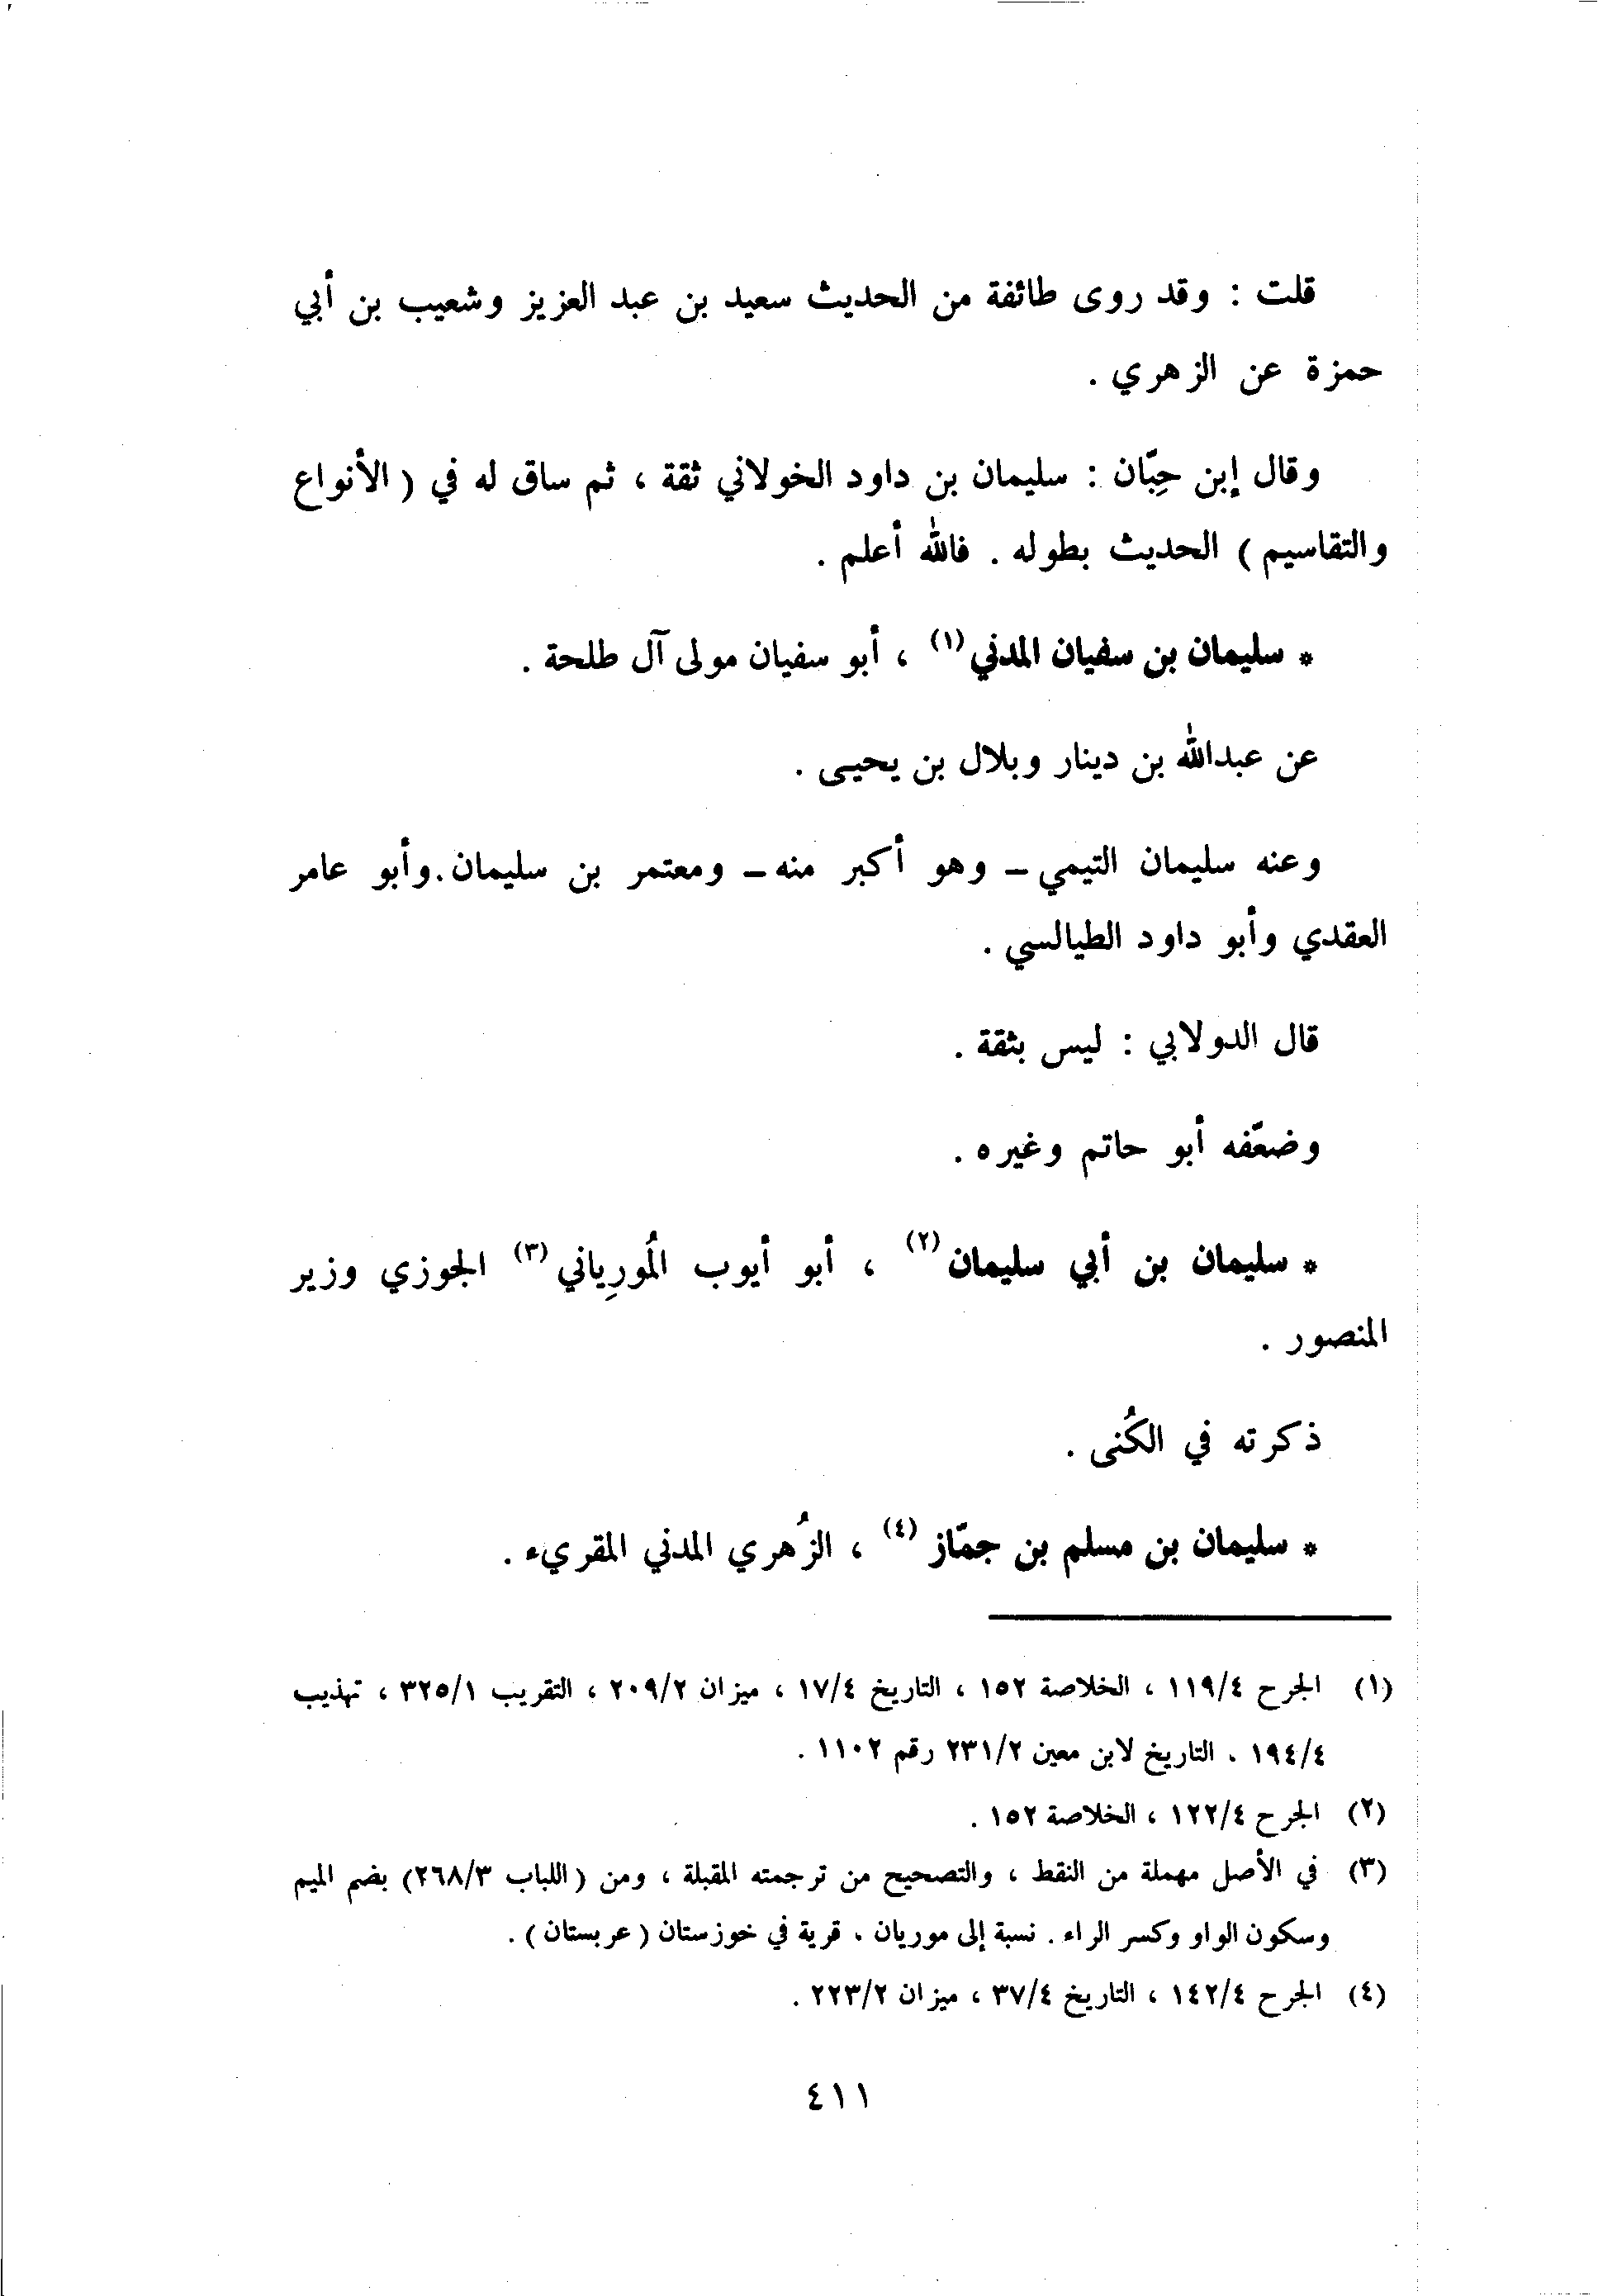 قلت : وقد روى طائفة من الحديث سعيد بن عبد العزيز وشعيب بن أبي
حمزة عن الزهري .
وقال إبن حِبّان : سليمان بن داود الخولاني ثقة ، ثم ساق له في ( الأنواع
والتقاسيم ) الحديث بطوله . فالله أعلم .
* سليمان بن سفيان المدني (١) ، أبو سفيان مولى آل طلحة .
عن عبدالله بن دينار وبلال بن يحيى .
وعنه سليمان التيمي – وهو أكبر منه – ومعتمر بن سليمان . وأبو عامر
العقدي وأبو داود الطيالسي .
قال الدولابي : ليس بثقة .
وضعّفه أبو حاتم وغيره .
* سليمان بن أبي سليمان (٢) ، أبو أيوب المُورِياني (٣) الجوزي وزير
المنصور .
ذكرته في الكُنى .
* سليمان بن مسلم بن جمّاز (٤) ، الزُهري المدني المقريء .
(١) الجرح ١١٩/٤ ، الخلاصة ١٥٢ ، التاريخ ١٧/٤ ، ميزان ٢٠٩/٢ ، التقريب ٣٢٥/١ ، تهذيب
١٩٤/٤ ، التاريخ لابن معين ٢٣١/٢ رقم ١١٠٢ .
(٢) الجرح ١٢٢/٤ ، الخلاصة ١٥٢ .
(٣) في الأصل مهملة من النقط ، والتصحيح من ترجمته المقبلة ، ومن (اللباب ٢٦٨/٣) بضم الميم
وسكون الواو وكسر الراء . نسبة إلى موريان ، قرية في خوزستان ( عربستان ) .
(٤) الجرح ١٤٢/٤ ، التاريخ ٣٧/٤ ، ميزان ٢٢٣/٢ .
٤١١